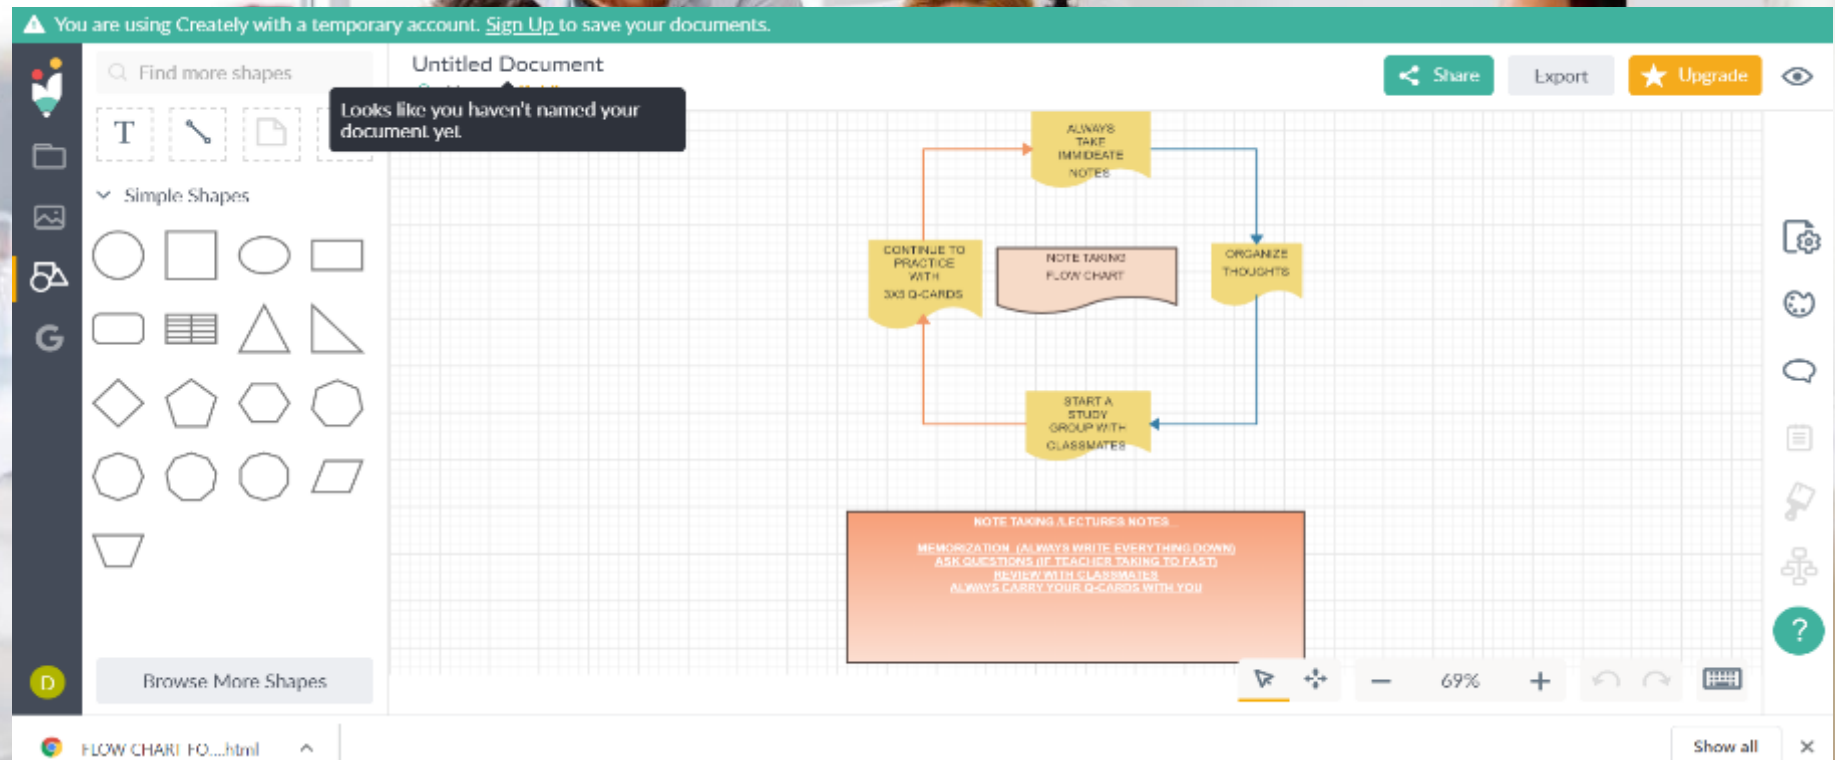 You are using Creately with a temporary account. Sign Up to save your documents.
Find more shapes
Untitled Document
Share
Export
Upgrade
Looks like you haven't named your
document yet
T
Simple Shapes
ALWAYS
TAKE
IMMIDEATE
NOTES
CONTINUE TO
PRACTICE
WITH
3X5 Q-CARDS
NOTE TAKING
FLOW CHART
ORGANIZE
THOUGHTS
G
START A
STUDY
GROUP WITH
CLASSMATES
NOTE TAKING /LECTURES NOTES
MEMORIZATION (ALWAYS WRITE EVERYTHING DOWN)
ASK QUESTIONS (IF TEACHER TAKING TO FAST)
REVIEW WITH CLASSMATES
ALWAYS CARRY YOUR Q-CARDS WITH YOU
?
D
Browse More Shapes
69%
FLOW CHART FO....html
Show all